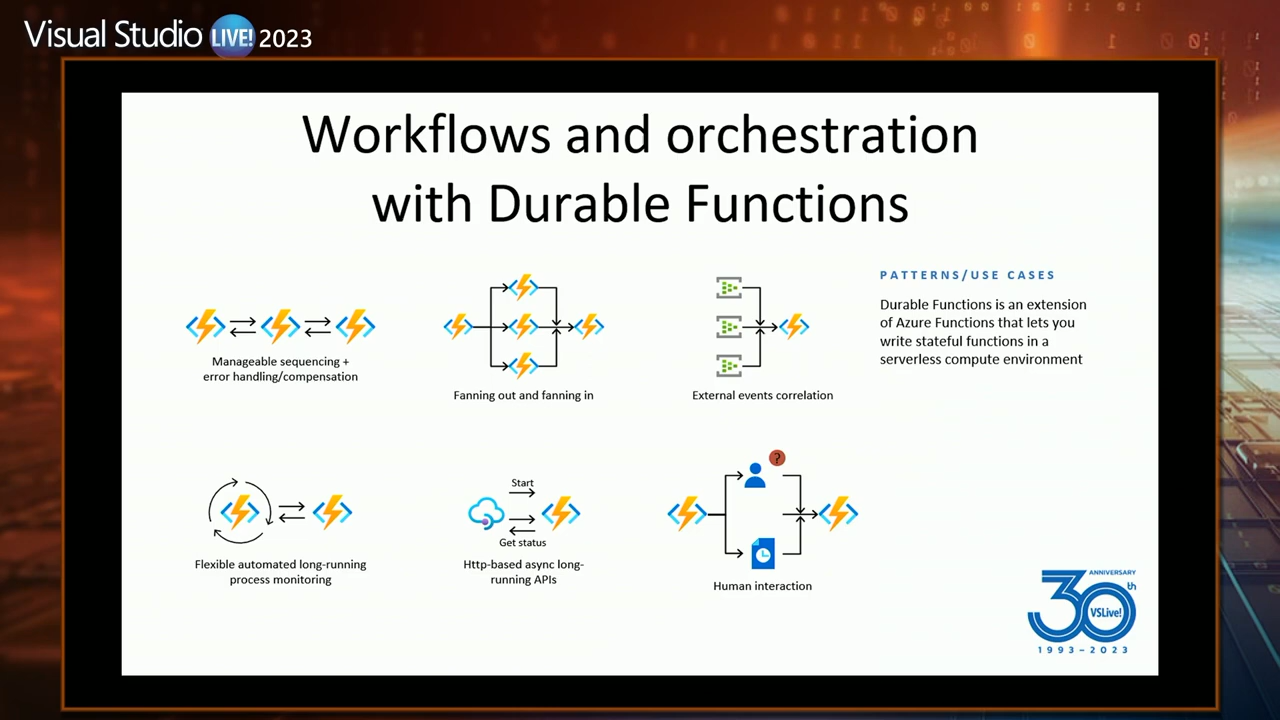 Visual Studio LIVE! 2023
Workflows and orchestration
with Durable Functions
Manageable sequencing +
error handling/compensation
Fanning out and fanning in
External events correlation
PATTERNS/USE CASES
Durable Functions is an extension
of Azure Functions that lets you
write stateful functions in a
serverless compute environment
Flexible automated long-running
process monitoring
Start
Get status
Http-based async long-
running APIs
?
Human interaction
ANNIVERSARY
30th
VSLive!
1993–2023